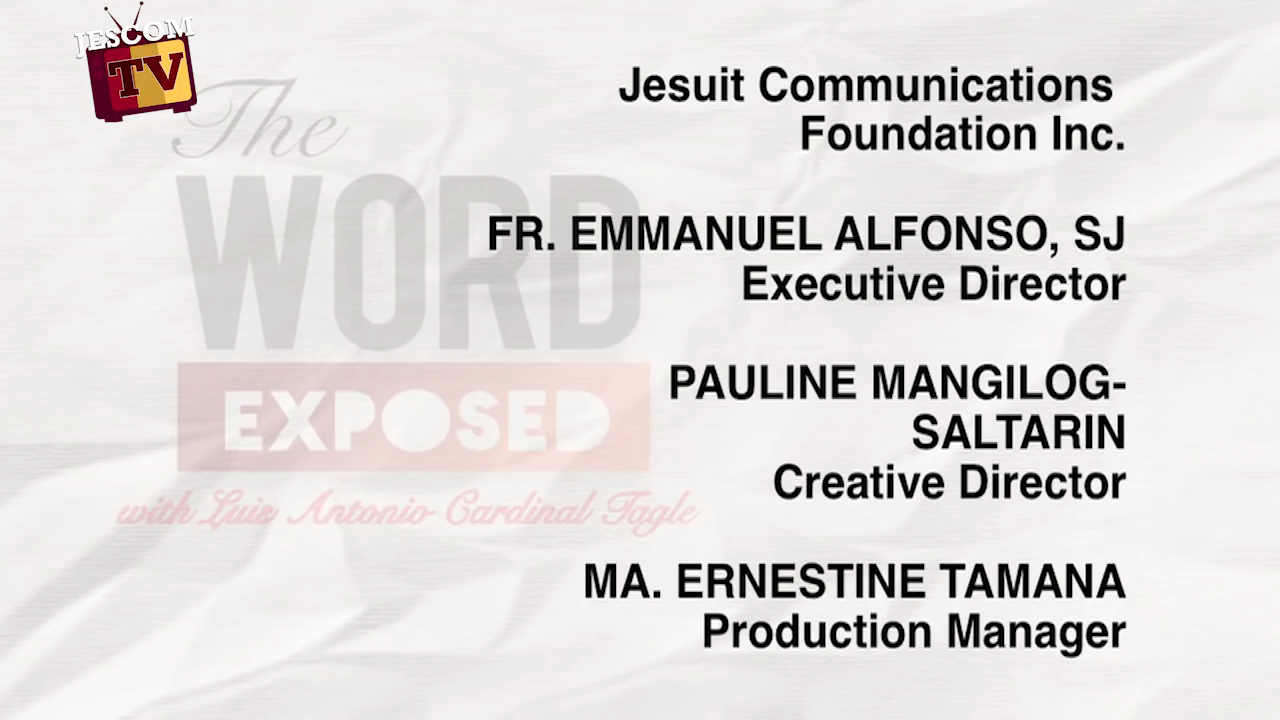 JESCOM
TV
The
WORD
EXPOSED
with Luis Antonio Cardinal Tagle
Jesuit Communications
Foundation Inc.
FR. EMMANUEL ALFONSO, SJ
Executive Director
PAULINE MANGILOG-
SALTARIN
Creative Director
MA. ERNESTINE TAMANA
Production Manager